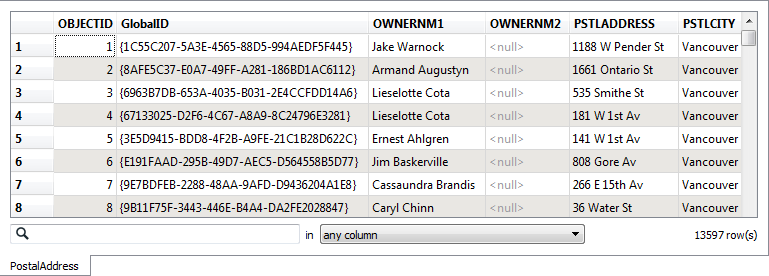 OBJECTID GlobalID OWNERNM1 OWNERNM2 PSTLADDRESS PSTLCITY
1 1 {1C55C207-5A3E-4565-88D5-994AEDF5F445} Jake Warnock <null> 1188 W Pender St Vancouver
2 2 {8AFE5C37-E0A7-49FF-A281-186BD1AC6112} Armand Augustyn <null> 1661 Ontario St Vancouver
3 3 {6963B7DB-653A-4035-B031-2E4CCFDD14A6} Lieselotte Cota <null> 535 Smithe St Vancouver
4 4 {67133025-D2F6-4C67-A8A9-8C24796E3281} Lieselotte Cota <null> 181 W 1st Av Vancouver
5 5 {3E5D9415-BDD8-4F2B-A9FE-21C1B28D622C} Ernest Ahlgren <null> 141 W 1st Av Vancouver
6 6 {E191FAAD-295B-49D7-AEC5-D564558B5D77} Jim Baskerville <null> 808 Gore Av Vancouver
7 7 {9E7BDFEB-2288-48AA-9AFD-D9436204A1E8} Cassaundra Brandis <null> 266 E 15th Av Vancouver
8 8 {9B11F75F-3443-446E-B4A4-DA2FE2028847} Caryl Chinn <null> 36 Water St Vancouver
in any column 13597 row(s)
PostalAddress